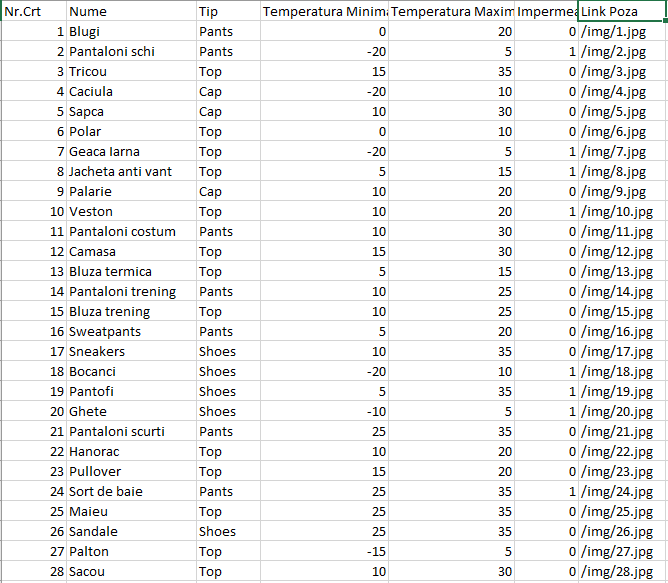 Nr.Crt Nume Tip Temperatura Minima Temperatura Maxim Impermea Link Poza
1 Blugi Pants 0 20 0 /img/1.jpg
2 Pantaloni schi Pants -20 5 1 /img/2.jpg
3 Tricou Top 15 35 0 /img/3.jpg
4 Caciula Cap -20 10 0 /img/4.jpg
5 Sapca Cap 10 30 0 /img/5.jpg
6 Polar Top 0 10 0 /img/6.jpg
7 Geaca Iarna Top -20 5 1 /img/7.jpg
8 Jacheta anti vant Top 5 15 1 /img/8.jpg
9 Palarie Cap 10 20 0 /img/9.jpg
10 Veston Top 10 20 1 /img/10.jpg
11 Pantaloni costum Pants 10 30 0 /img/11.jpg
12 Camasa Top 15 30 0 /img/12.jpg
13 Bluza termica Top 5 15 0 /img/13.jpg
14 Pantaloni trening Pants 10 25 0 /img/14.jpg
15 Bluza trening Top 10 25 0 /img/15.jpg
16 Sweatpants Pants 5 20 0 /img/16.jpg
17 Sneakers Shoes 10 35 0 /img/17.jpg
18 Bocanci Shoes -20 10 1 /img/18.jpg
19 Pantofi Shoes 5 35 1 /img/19.jpg
20 Ghete Shoes -10 5 1 /img/20.jpg
21 Pantaloni scurti Pants 25 35 0 /img/21.jpg
22 Hanorac Top 10 20 0 /img/22.jpg
23 Pullover Top 15 20 0 /img/23.jpg
24 Sort de baie Pants 25 35 1 /img/24.jpg
25 Maieu Top 25 35 0 /img/25.jpg
26 Sandale Shoes 25 35 0 /img/26.jpg
27 Palton Top -15 5 0 /img/27.jpg
28 Sacou Top 10 30 0 /img/28.jpg